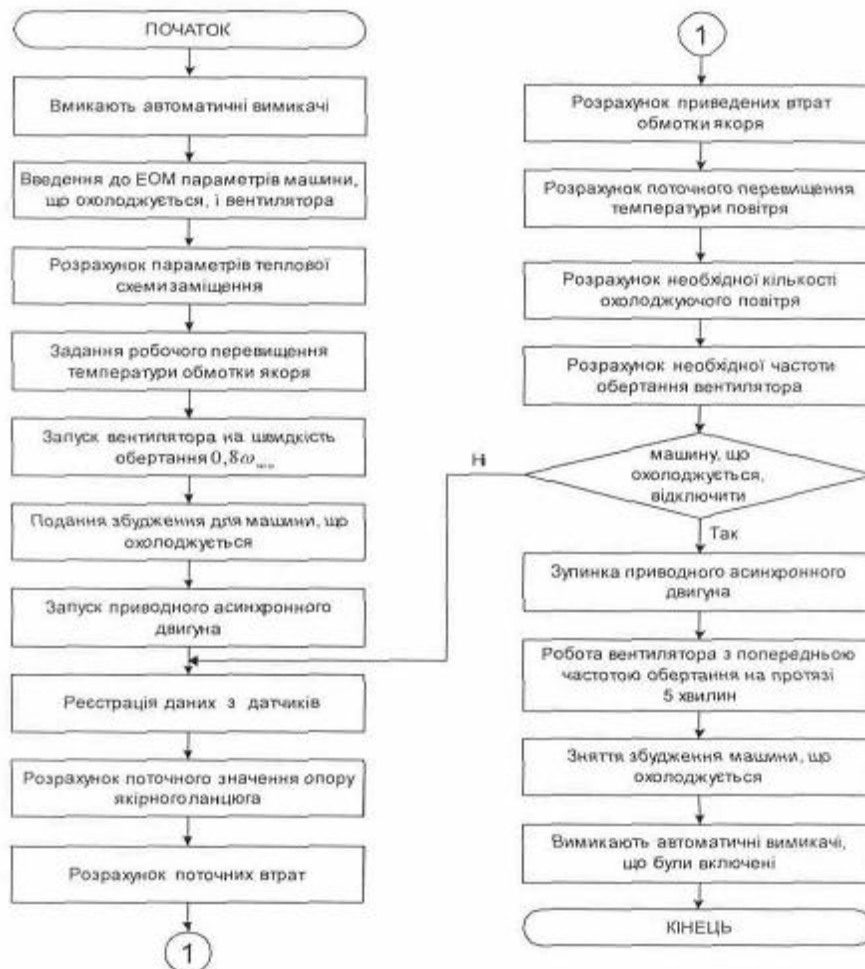 ПОЧАТОК
Вмикають автоматичні вимикачі
Введення до ЕОМ параметрів машини,
що охолоджується, і вентилятора
Розрахунок параметрів теплової
схеми заміщення
Задання робочого перевищення
температури обмотки якоря
Запуск вентилятора на швидкість
обертання 0,8ω
Подання збудження для машини, що
охолоджується
Запуск приводного асинхронного
двигуна
Реєстрація даних з датчиків
Розрахунок поточного значення опору
якірного ланцюга
Розрахунок поточних втрат
1
1
Розрахунок приведених втрат
обмотки якоря
Розрахунок поточного перевищення
температури повітря
Розрахунок необхідної кількості
охолоджуючого повітря
Розрахунок необхідної частоти
обертання вентилятора
Ні
машину, що
охолоджується,
відключити
Так
Зупинка приводного асинхронного
двигуна
Робота вентилятора з попередньою
частотою обертання на протязі
5 хвилин
Зняття збудження машини, що
охолоджується
Вимикають автоматичні вимикачі,
що були включені
КІНЕЦЬ